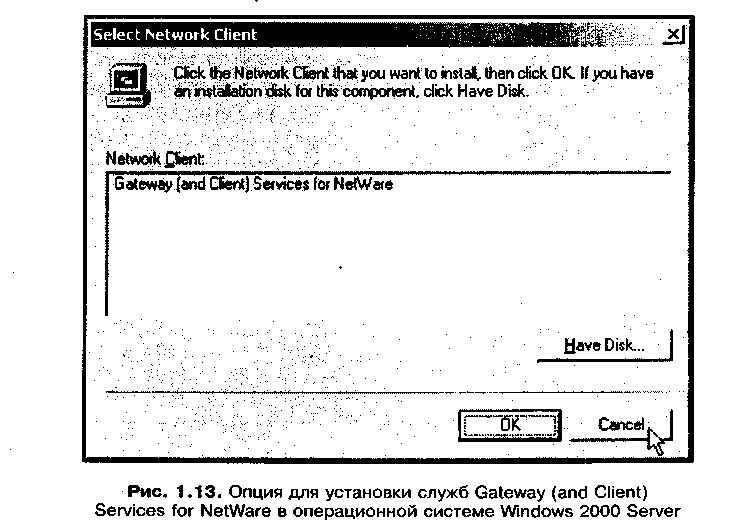 Select Network Client
Click the Network Client that you want to install, then click OK. If you have
an installation disk for this component, click Have Disk.
Network Client:
Gateway (and Client) Services for NetWare
Have Disk...
OK
Cancel
Рис. 1.13. Опция для установки служб Gateway (and Client)
Services for NetWare в операционной системе Windows 2000 Server